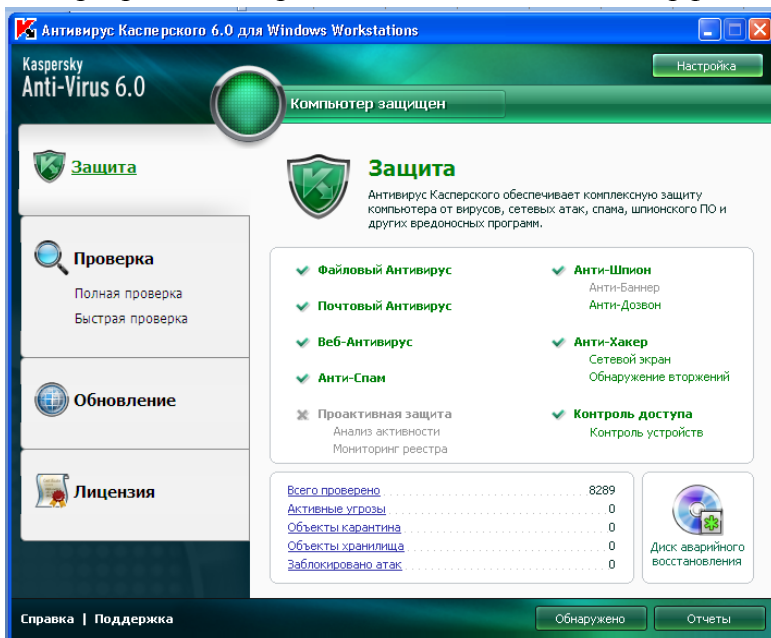 Антивирус Касперского 6.0 для Windows Workstations
Kaspersky
Anti-Virus 6.0
Настройка
Компьютер защищен
Защита
Проверка
Полная проверка
Быстрая проверка
Обновление
Лицензия
Защита
Антивирус Касперского обеспечивает комплексную защиту
компьютера от вирусов, сетевых атак, спама, шпионского ПО и
других вредоносных программ.
Файловый Антивирус
Почтовый Антивирус
Веб-Антивирус
Анти-Спам
Проактивная защита
Анализ активности
Мониторинг реестра
Анти-Шпион
Анти-Баннер
Анти-Дозвон
Анти-Хакер
Сетевой экран
Обнаружение вторжений
Контроль доступа
Контроль устройств
Всего проверено 8289
Активные угрозы 0
Объекты карантина 0
Объекты хранилища 0
Заблокировано атак 0
Диск аварийного
восстановления
Справка | Поддержка
Обнаружено
Отчеты